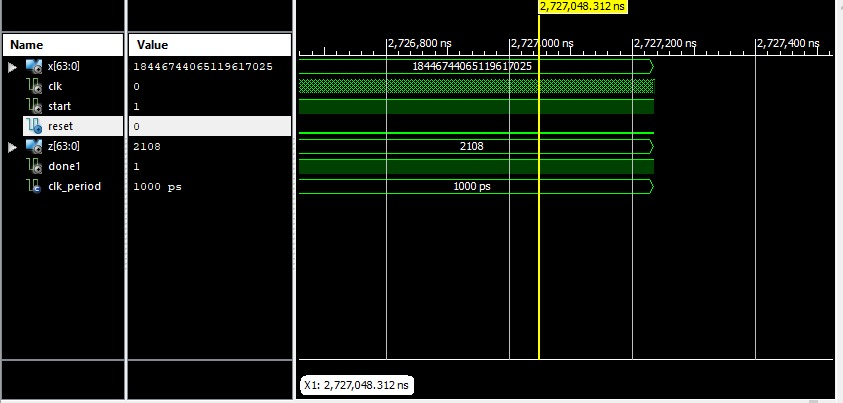 2,727,048.312 ns
Name Value 2,726,800 ns 2,727,000 ns 2,727,200 ns 2,727,400 ns
x[63:0] 18446744065119617025 18446744065119617025
clk 0
start 1
reset 0
z[63:0] 2108 2108
done1 1
clk_period 1000 ps 1000 ps
X1: 2,727,048.312 ns